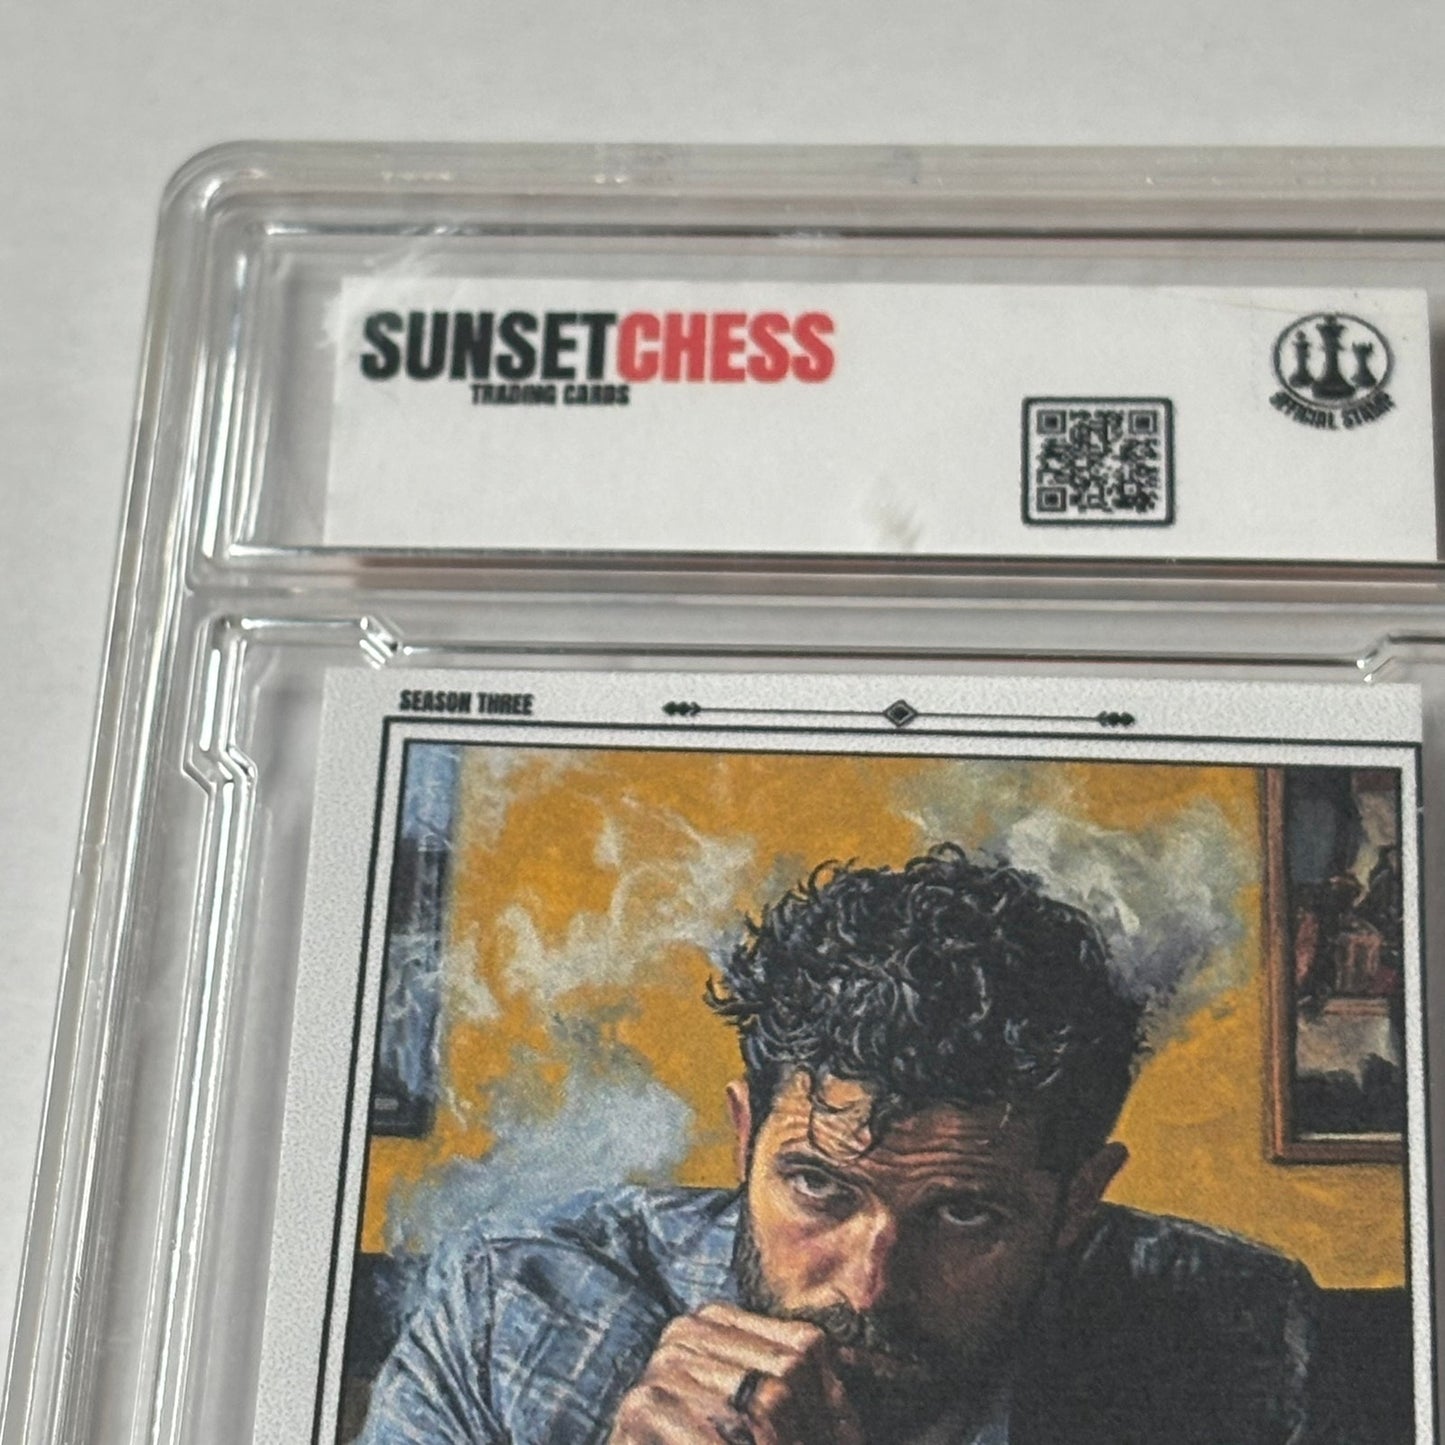 SUNSETCHESS
TRADING CARDS
OFFICIAL STAMP
SEASON THREE